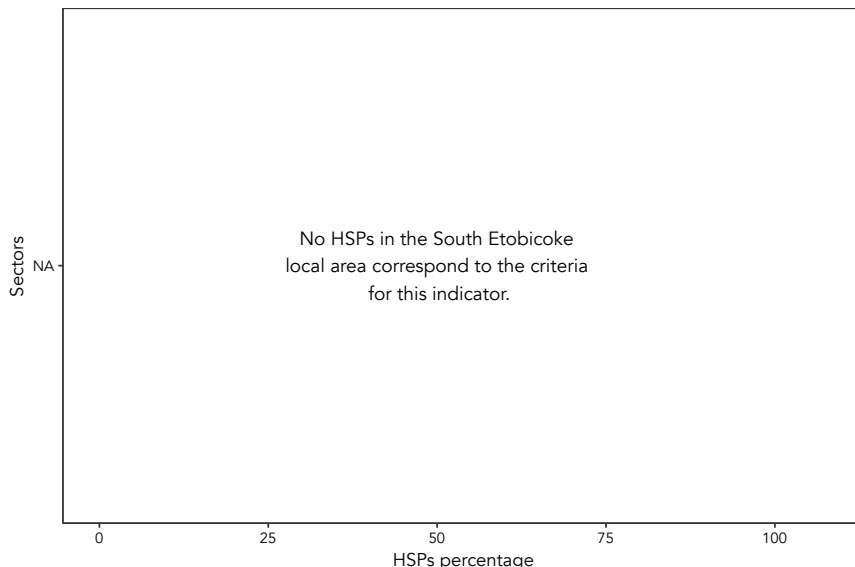 Sectors
NA
No HSPs in the South Etobicoke
local area correspond to the criteria
for this indicator.
0 25 50 75 100
HSPs percentage